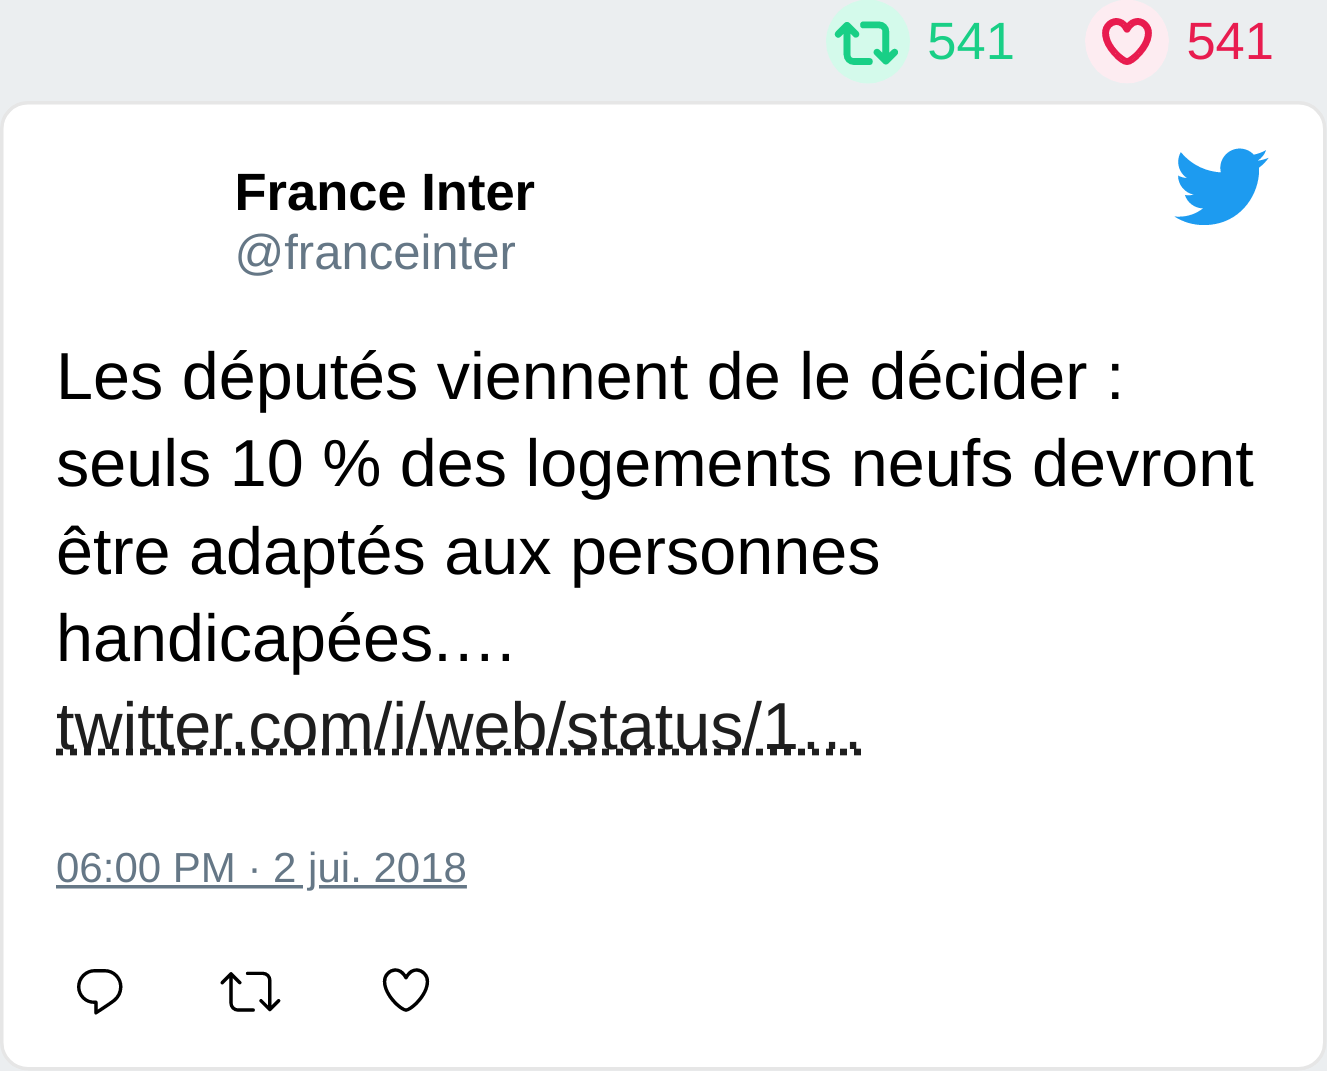 541 541
France Inter
@franceinter
Les députés viennent de le décider :
seuls 10 % des logements neufs devront
être adaptés aux personnes
handicapées.…
twitter.com/i/web/status/1…
06:00 PM · 2 jui. 2018